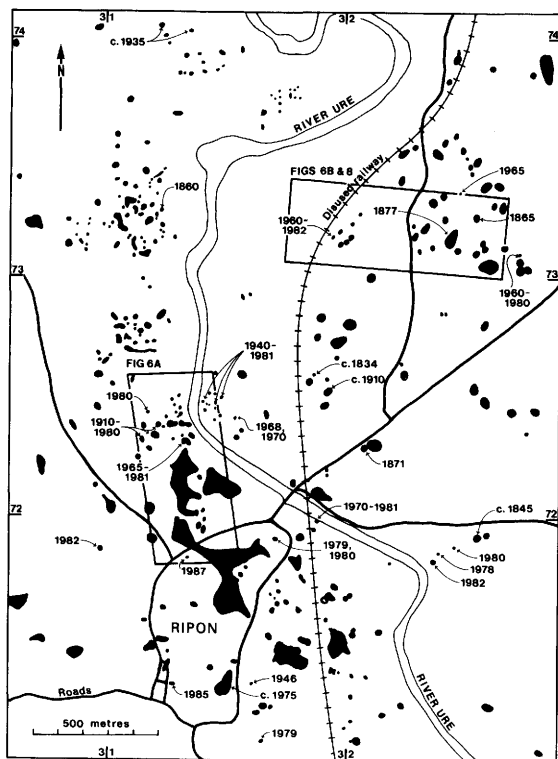 3|1
3|2
74
74
c. 1935
N
RIVER URE
FIGS 6B & 8
Disused railway
1965
1860
1877
1865
1960-
1982
73
73
1960-
1980
1940-
1981
FIG 6A
c. 1834
1980
c. 1910
1910-
1980
1968,
1970
1965-
1981
1871
1970-1981
c. 1845
72
72
1982
1979,
1980
1980
1978
1982
1987
RIPON
1946
Roads
1985
c. 1975
RIVER URE
500 metres
1979
3|1
3|2